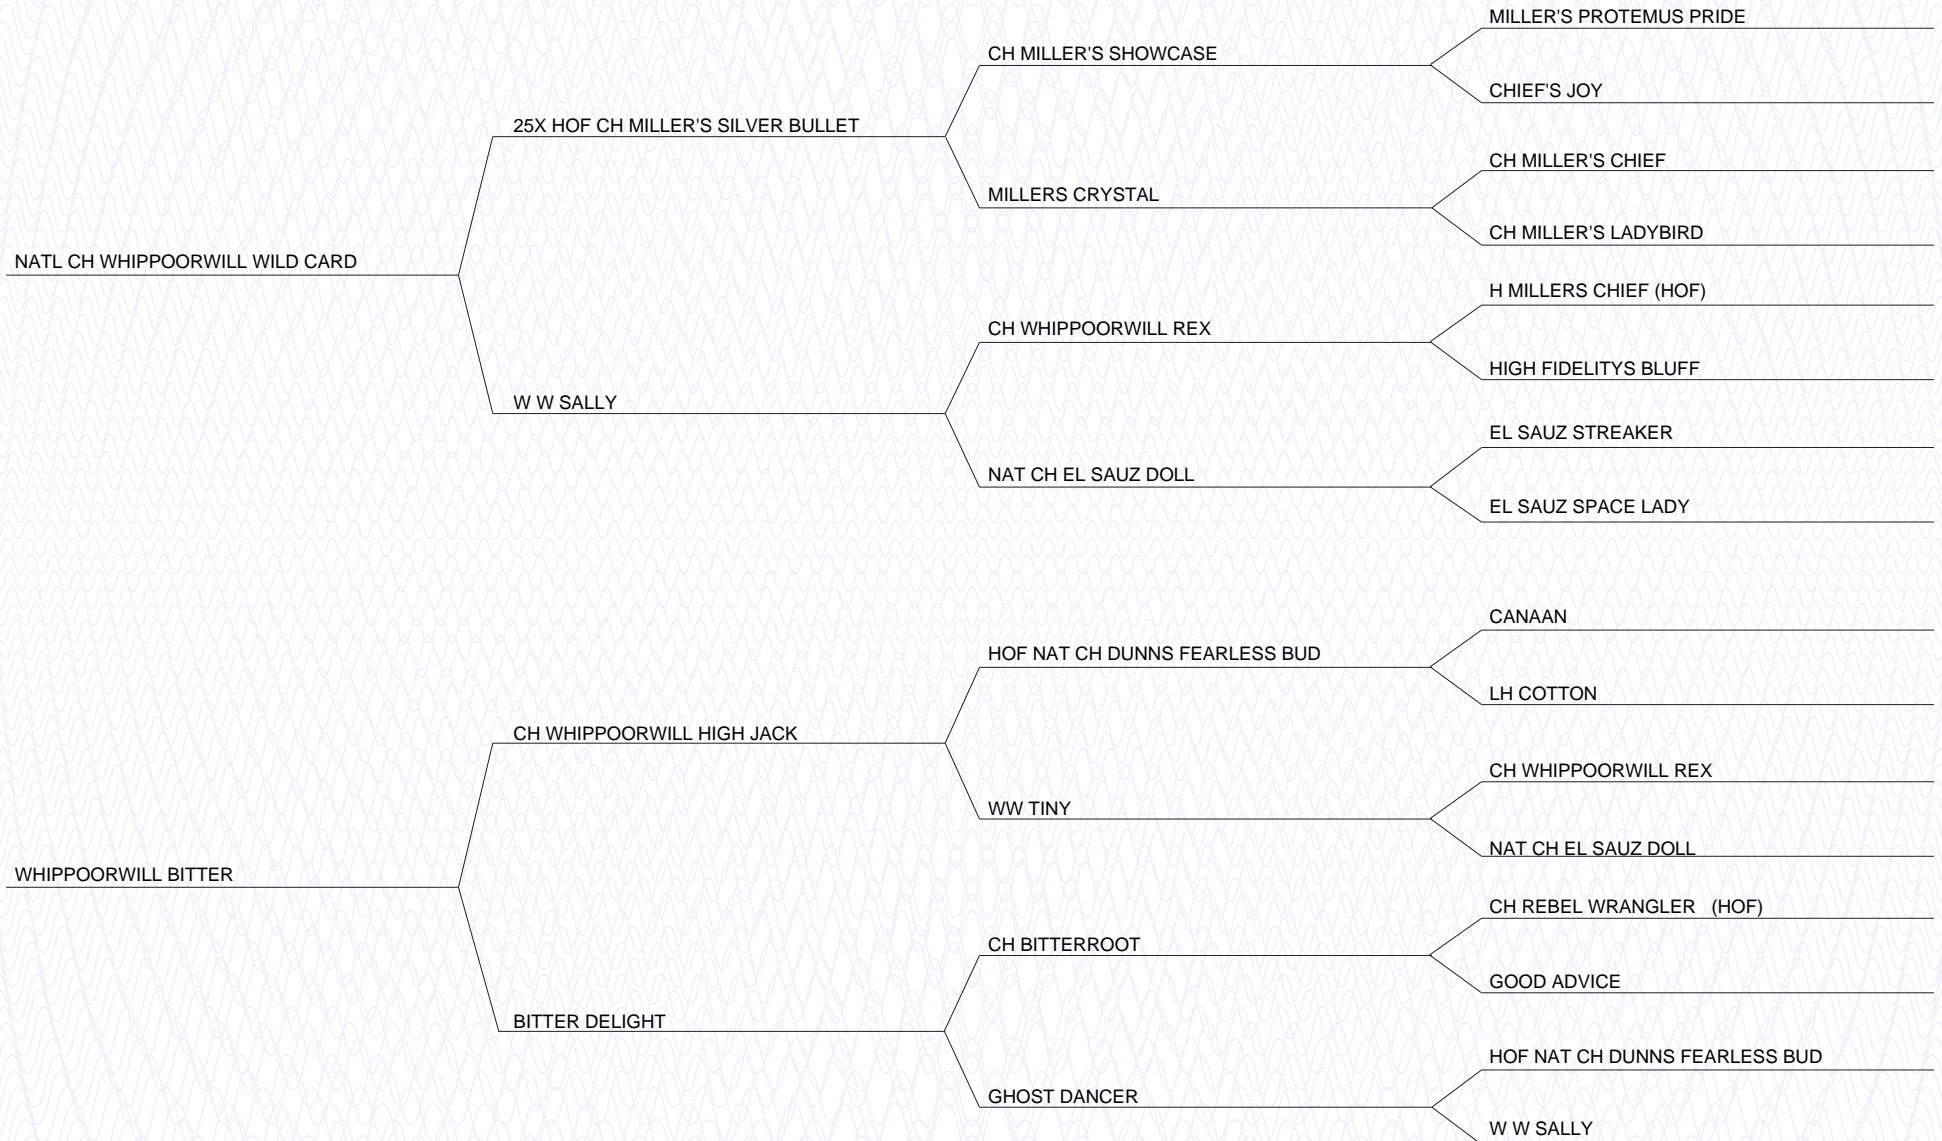 MILLER'S PROTEMUS PRIDE
CH MILLER'S SHOWCASE
CHIEF'S JOY
25X HOF CH MILLER'S SILVER BULLET
CH MILLER'S CHIEF
MILLERS CRYSTAL
CH MILLER'S LADYBIRD
NATL CH WHIPPOORWILL WILD CARD
H MILLERS CHIEF (HOF)
CH WHIPPOORWILL REX
HIGH FIDELITYS BLUFF
W W SALLY
EL SAUZ STREAKER
NAT CH EL SAUZ DOLL
EL SAUZ SPACE LADY
CANAAN
HOF NAT CH DUNNS FEARLESS BUD
LH COTTON
CH WHIPPOORWILL HIGH JACK
CH WHIPPOORWILL REX
WW TINY
NAT CH EL SAUZ DOLL
WHIPPOORWILL BITTER
CH REBEL WRANGLER (HOF)
CH BITTERROOT
GOOD ADVICE
BITTER DELIGHT
HOF NAT CH DUNNS FEARLESS BUD
GHOST DANCER
W W SALLY